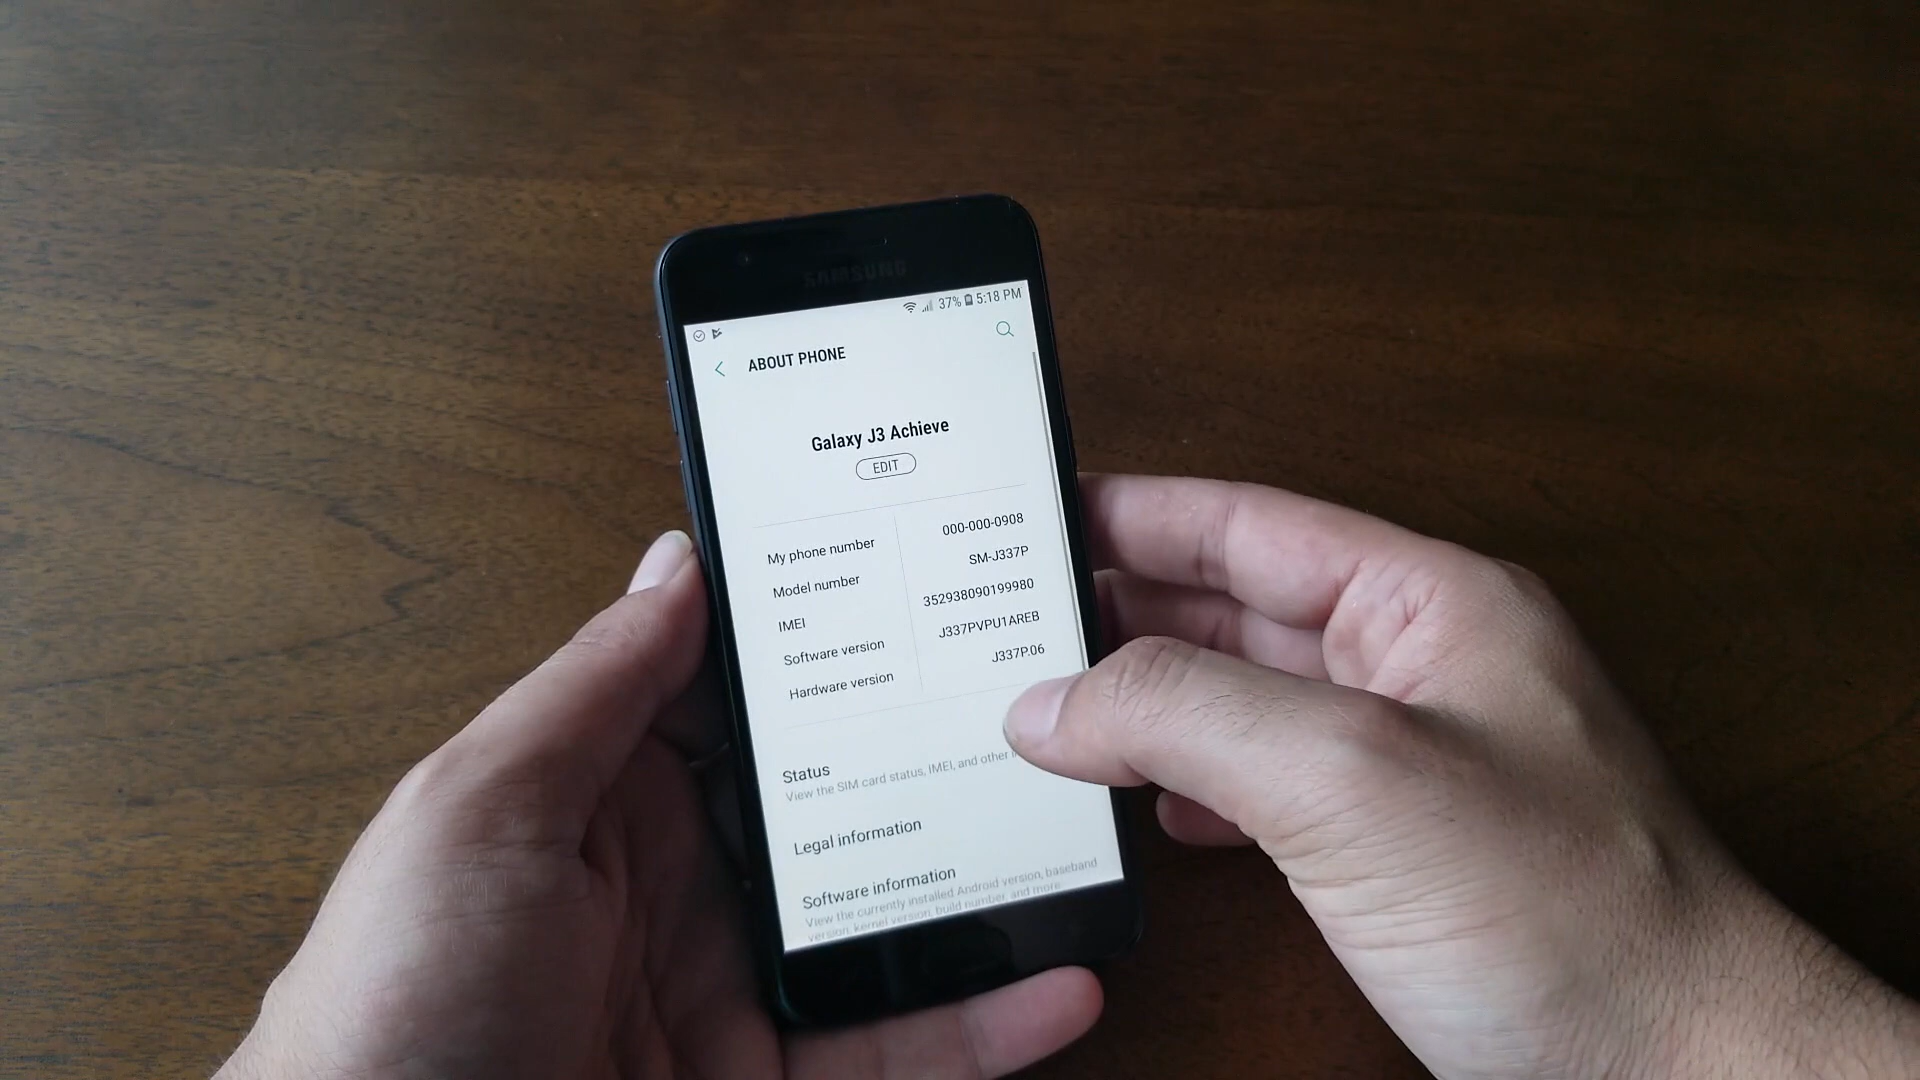 SAMSUNG
37% 5:18 PM
ABOUT PHONE
Galaxy J3 Achieve
EDIT
My phone number 000-000-0908
Model number SM-J337P
IMEI 352938090199980
Software version J337PVPU1AREB
Hardware version J337P.06
Status
View the SIM card status, IMEI, and other
Legal information
Software information
View the currently installed Android version, baseband
version, kernel version, build number, and more.